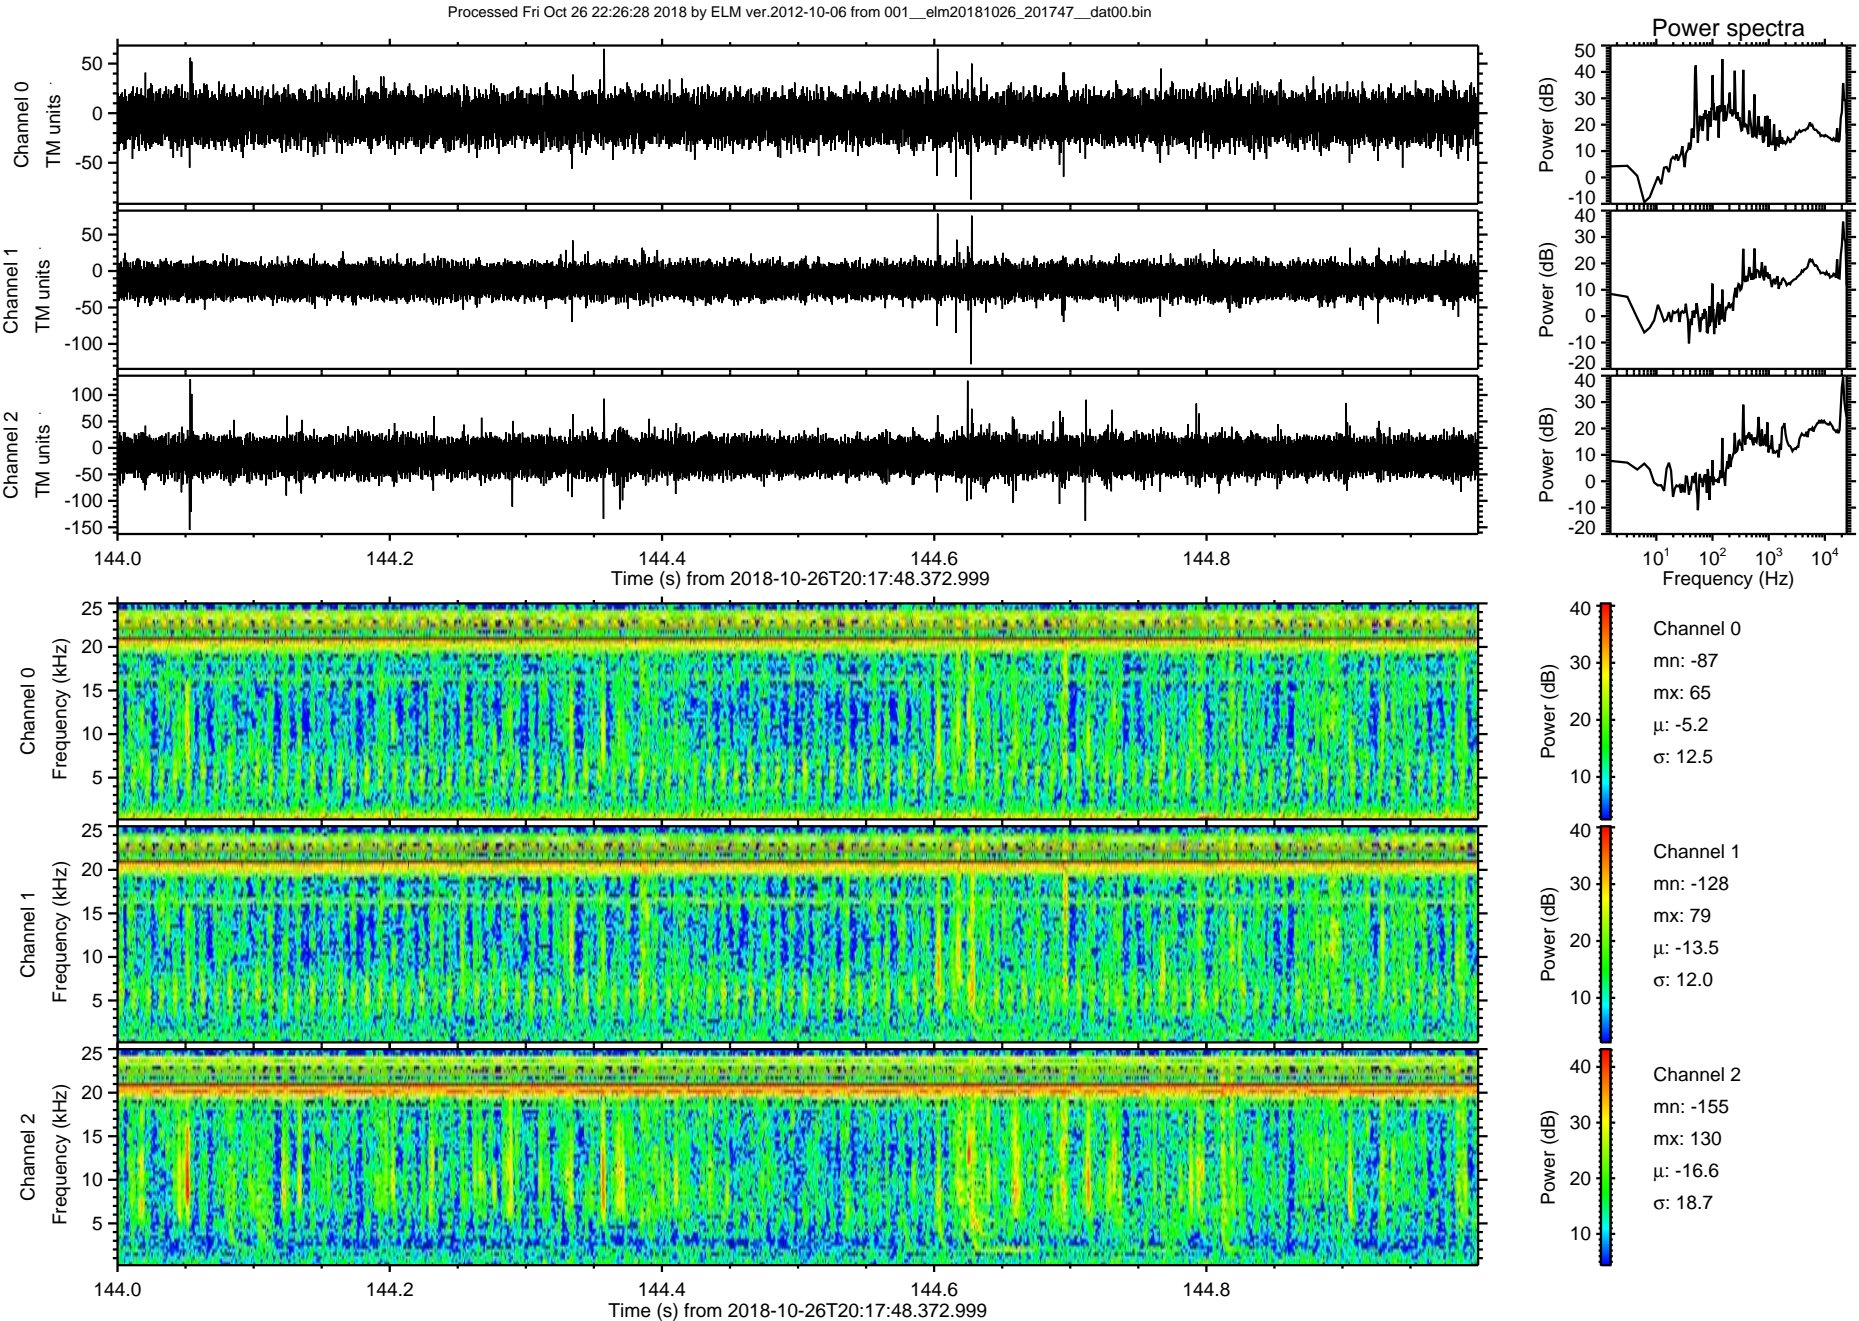 Processed Fri Oct 26 22:26:28 2018 by ELM ver.2012-10-06 from 001__elm20181026_201747__dat00.bin
Power spectra
Channel 0
TM units
50
0
-50
Power (dB)
50
40
30
20
10
0
-10
Channel 1
TM units
50
0
-50
-100
Power (dB)
40
30
20
10
0
-10
-20
Channel 2
TM units
100
50
0
-50
-100
-150
Power (dB)
40
30
20
10
0
-10
-20
144.0 144.2 144.4 144.6 144.8
Time (s) from 2018-10-26T20:17:48.372.999
10^1 10^2 10^3 10^4
Frequency (Hz)
Channel 0
Frequency (kHz)
25
20
15
10
5
Power (dB)
40
30
20
10
Channel 0
mn: -87
mx: 65
μ: -5.2
σ: 12.5
Channel 1
Frequency (kHz)
25
20
15
10
5
Power (dB)
40
30
20
10
Channel 1
mn: -128
mx: 79
μ: -13.5
σ: 12.0
Channel 2
Frequency (kHz)
25
20
15
10
5
Power (dB)
40
30
20
10
Channel 2
mn: -155
mx: 130
μ: -16.6
σ: 18.7
144.0 144.2 144.4 144.6 144.8
Time (s) from 2018-10-26T20:17:48.372.999